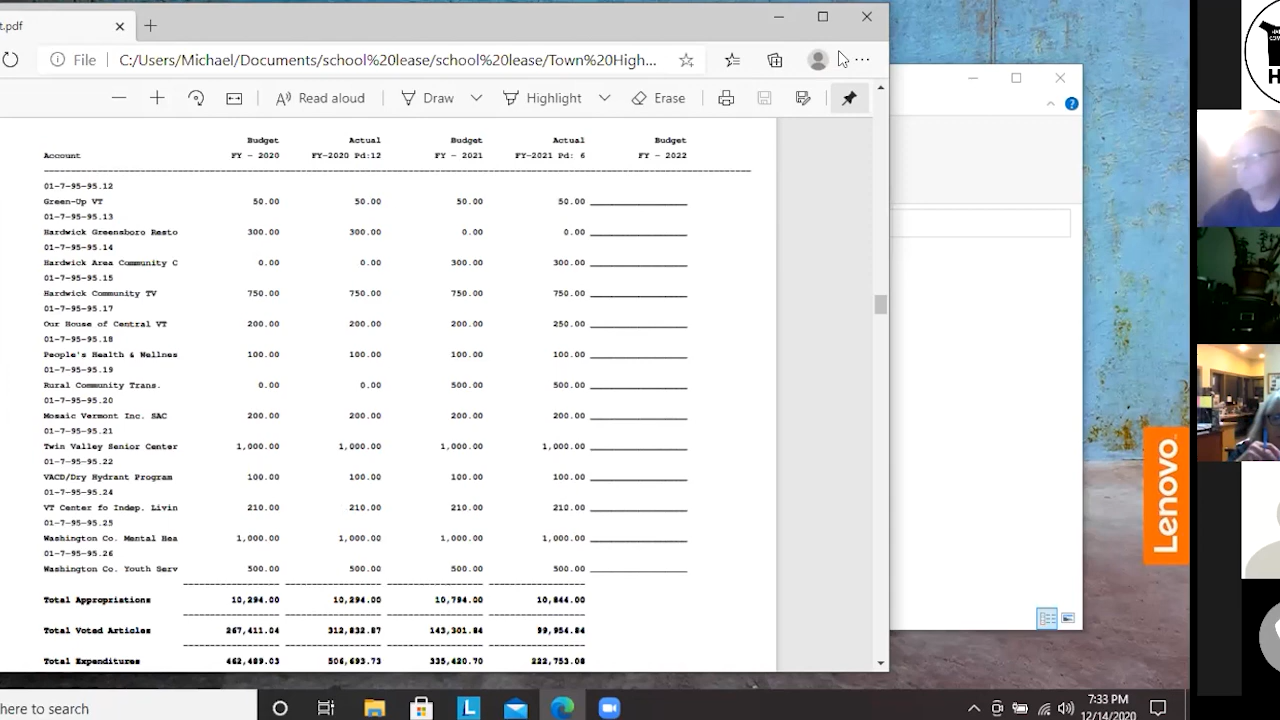 t.pdf
File C:/Users/Michael/Documents/school%20lease/school%20lease/Town%20High...
Read aloud Draw Highlight Erase
Budget Actual Budget Actual Budget
Account FY - 2020 FY-2020 Pd:12 FY - 2021 FY-2021 Pd: 6 FY - 2022
01-7-95-95.12
Green-Up VT 50.00 50.00 50.00 50.00
01-7-95-95.13
Hardwick Greensboro Resto 300.00 300.00 0.00 0.00
01-7-95-95.14
Hardwick Area Community C 0.00 0.00 300.00 300.00
01-7-95-95.15
Hardwick Community TV 750.00 750.00 750.00 750.00
01-7-95-95.17
Our House of Central VT 200.00 200.00 200.00 250.00
01-7-95-95.18
People's Health & Wellnes 100.00 100.00 100.00 100.00
01-7-95-95.19
Rural Community Trans. 0.00 0.00 500.00 500.00
01-7-95-95.20
Mosaic Vermont Inc. SAC 200.00 200.00 200.00 200.00
01-7-95-95.21
Twin Valley Senior Center 1,000.00 1,000.00 1,000.00 1,000.00
01-7-95-95.22
VACD/Dry Hydrant Program 100.00 100.00 100.00 100.00
01-7-95-95.24
VT Center fo Indep. Livin 210.00 210.00 210.00 210.00
01-7-95-95.25
Washington Co. Mental Hea 1,000.00 1,000.00 1,000.00 1,000.00
01-7-95-95.26
Washington Co. Youth Serv 500.00 500.00 500.00 500.00
Total Appropriations 10,294.00 10,294.00 10,794.00 10,844.00
Total Voted Articles 267,411.04 312,832.87 143,301.84 99,954.84
Total Expenditures 462,489.03 506,693.73 335,420.70 222,753.08
Lenovo
here to search
7:33 PM
12/14/2020